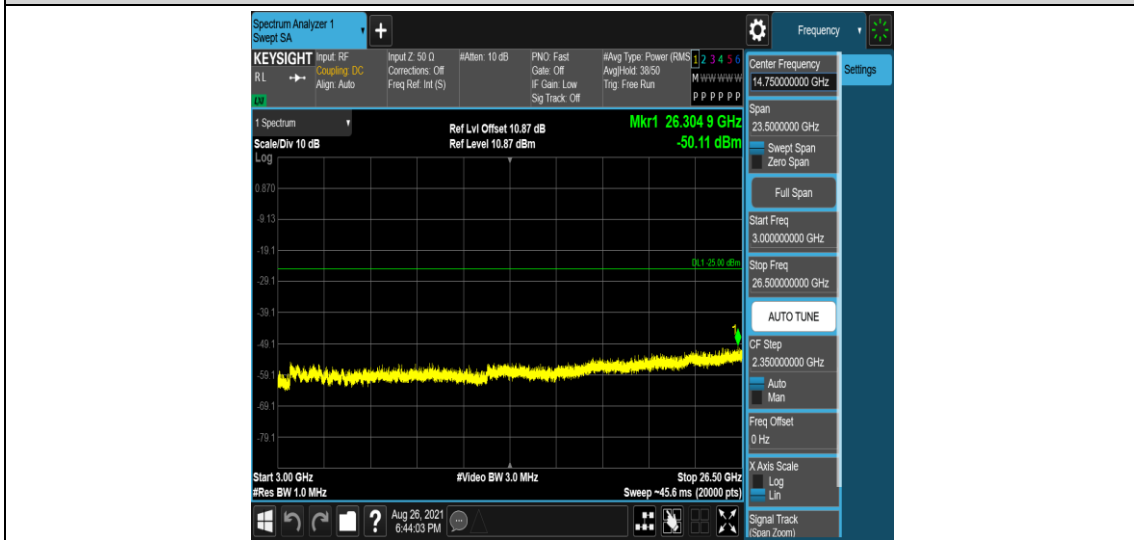 Spectrum Analyzer 1
Swept SA
+
Frequency
KEYSIGHT
RL
LXI
Input: RF
Coupling: DC
Align: Auto
Input Z: 50 Ω
Corrections: Off
Freq Ref: Int (S)
#Atten: 10 dB
PNO: Fast
Gate: Off
IF Gain: Low
Sig Track: Off
#Avg Type: Power (RMS
Avg|Hold: 38/50
Trig: Free Run
1 2 3 4 5 6
M W W W W W
P P P P P P
1 Spectrum
Scale/Div 10 dB
Ref Lvl Offset 10.87 dB
Ref Level 10.87 dBm
Mkr1 26.304 9 GHz
-50.11 dBm
Log
0.870
-9.13
-19.1
DL1 -25.00 dBm
-29.1
-39.1
1
-49.1
-59.1
-69.1
-79.1
Start 3.00 GHz
#Video BW 3.0 MHz
Stop 26.50 GHz
#Res BW 1.0 MHz
Sweep ~45.6 ms (20000 pts)
?
Aug 26, 2021
6:44:03 PM
Center Frequency
14.750000000 GHz
Settings
Span
23.5000000 GHz
Swept Span
Zero Span
Full Span
Start Freq
3.000000000 GHz
Stop Freq
26.500000000 GHz
AUTO TUNE
CF Step
2.350000000 GHz
Auto
Man
Freq Offset
0 Hz
X Axis Scale
Log
Lin
Signal Track
(Span Zoom)